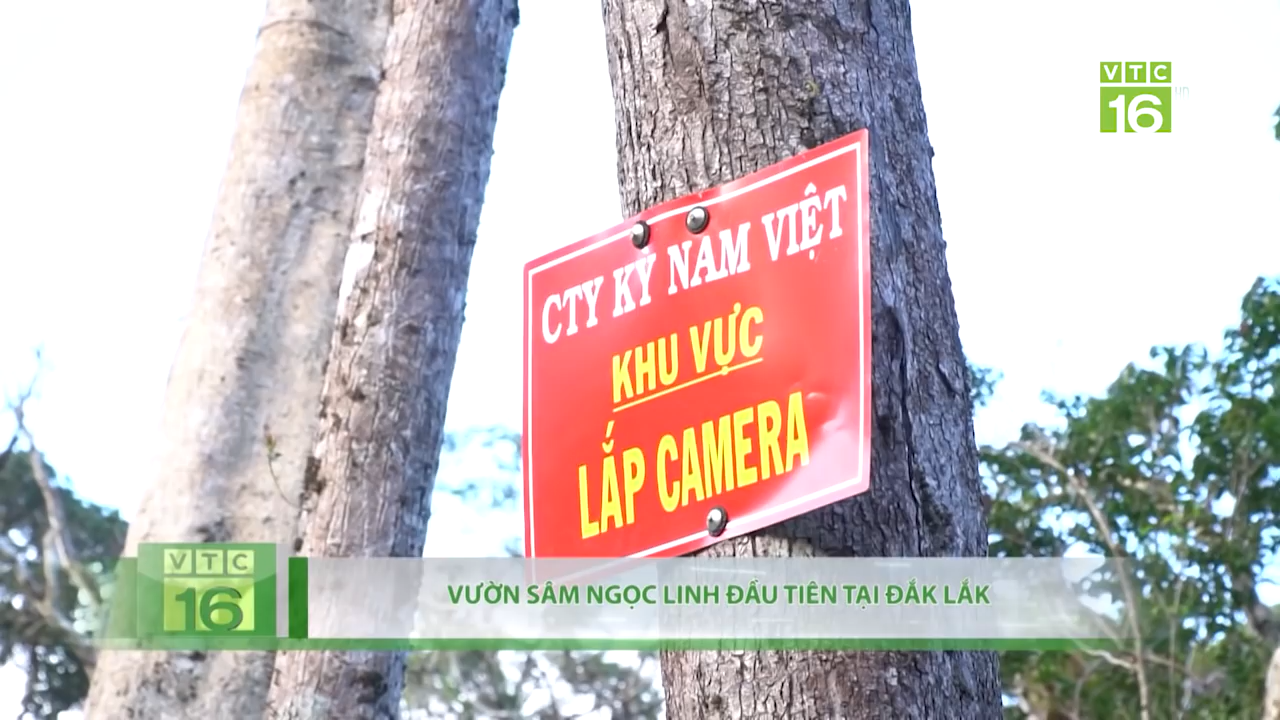 VTC
16
CTY KỲ NAM VIỆT
KHU VỰC
LẮP CAMERA
VTC
16
VƯỜN SÂM NGỌC LINH ĐẦU TIÊN TẠI ĐẮK LẮK